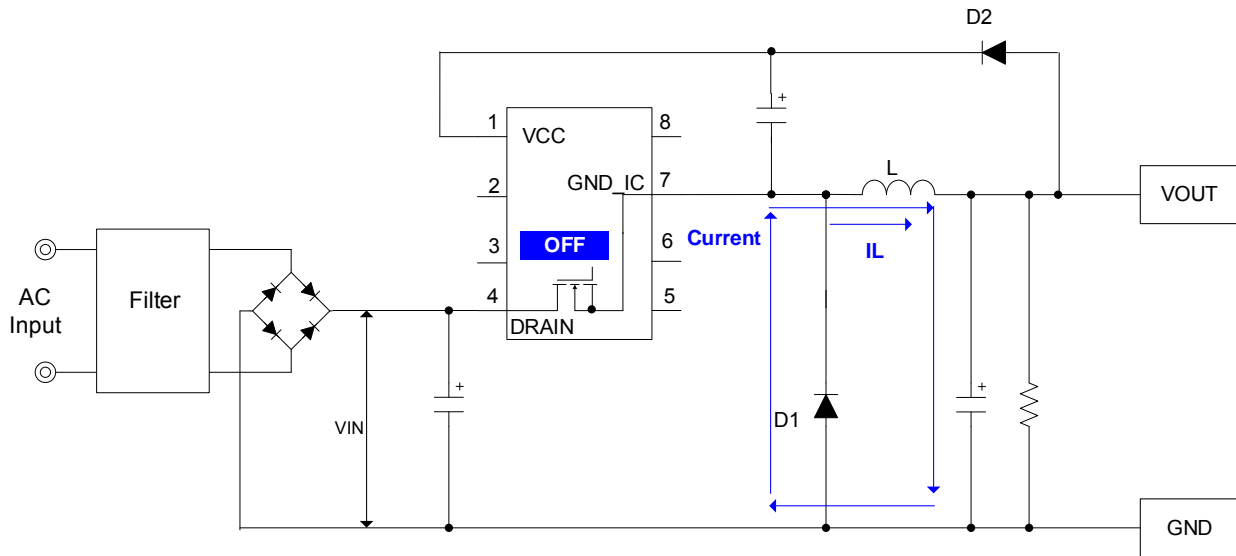 D2
1
VCC
8
2
GND_IC
7
L
VOUT
OFF
Current
IL
3
6
AC
Input
Filter
4
DRAIN
5
+
+
+
VIN
D1
GND